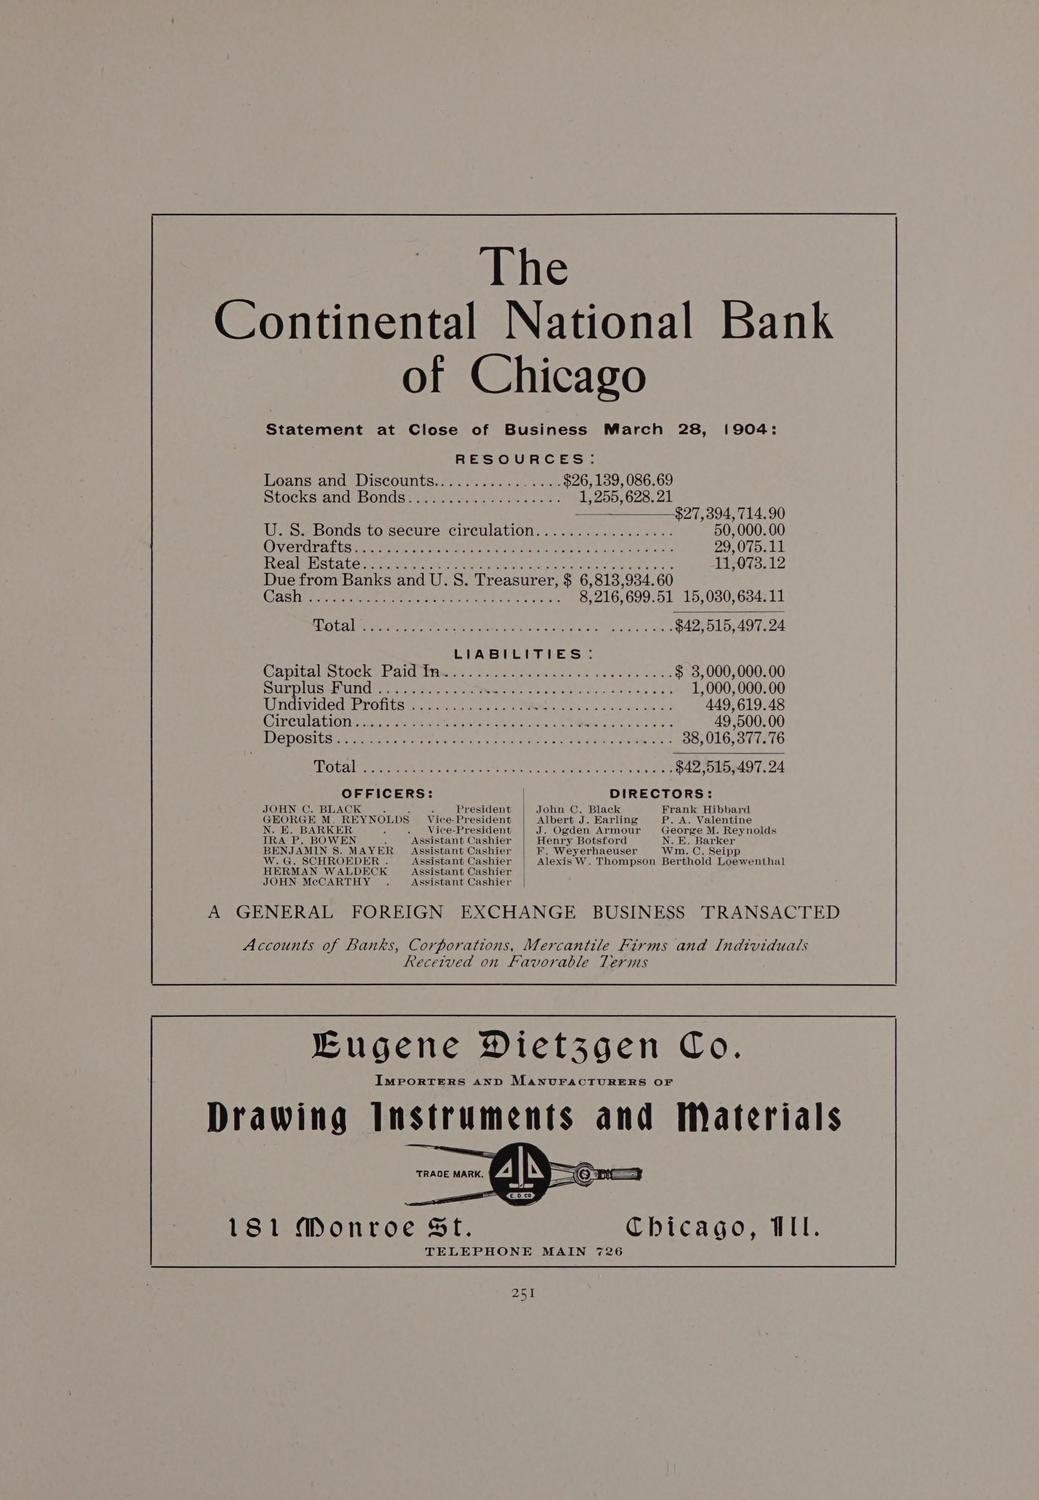 The
Continental National Bank
of Chicago
Statement at Close of Business March 28, 1904:
RESOURCES:
Loans and Discounts................$26,139,086.69
Stocks and Bonds................... 1,255,628.21
$27,394,714.90
U. S. Bonds to secure circulation................. 50,000.00
Overdrafts....................................... 29,075.11
Real Estate...................................... 11,073.12
Due from Banks and U. S. Treasurer, $ 6,813,934.60
Cash ............................... 8,216,699.51 15,030,634.11
Total ......................................$42,515,497.24
LIABILITIES:
Capital Stock Paid In............................$ 3,000,000.00
Surplus Fund .................................... 1,000,000.00
Undivided Profits ................................ 449,619.48
Circulation....................................... 49,500.00
Deposits......................................... 38,016,377.76
Total ......................................$42,515,497.24
OFFICERS:
JOHN C. BLACK . . . President
GEORGE M. REYNOLDS Vice-President
N. E. BARKER . . Vice-President
IRA P. BOWEN . Assistant Cashier
BENJAMIN S. MAYER Assistant Cashier
W. G. SCHROEDER . Assistant Cashier
HERMAN WALDECK Assistant Cashier
JOHN McCARTHY . Assistant Cashier
DIRECTORS:
John C. Black Frank Hibbard
Albert J. Earling P. A. Valentine
J. Ogden Armour George M. Reynolds
Henry Botsford N. E. Barker
F. Weyerhaeuser Wm. C. Seipp
Alexis W. Thompson Berthold Loewenthal
A GENERAL FOREIGN EXCHANGE BUSINESS TRANSACTED
Accounts of Banks, Corporations, Mercantile Firms and Individuals
Received on Favorable Terms
Eugene Dietzgen Co.
IMPORTERS AND MANUFACTURERS OF
Drawing Instruments and Materials
TRADE MARK.
E. D. CO
181 Monroe St. Chicago, Ill.
TELEPHONE MAIN 726
251